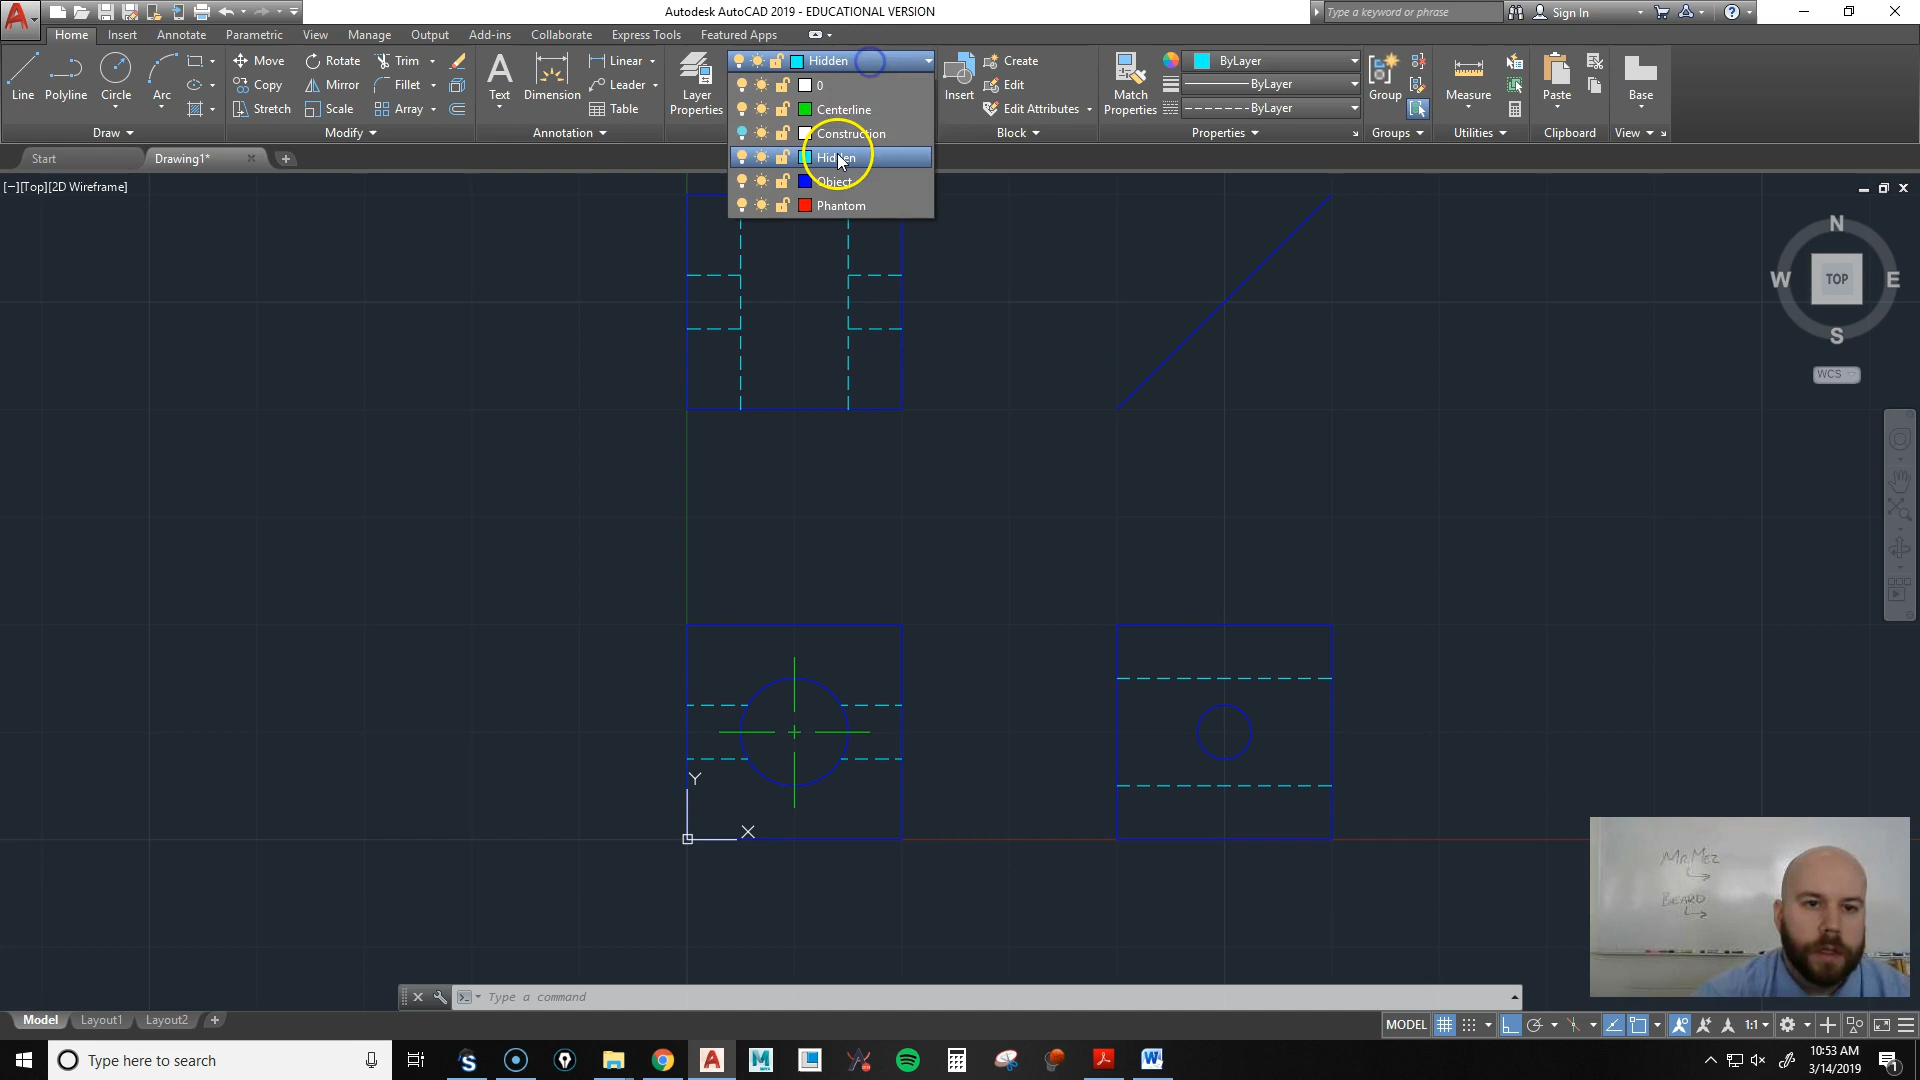 Autodesk AutoCAD 2019 - EDUCATIONAL VERSION
Type a keyword or phrase
Sign In
Home Insert Annotate Parametric View Manage Output Add-ins Collaborate Express Tools Featured Apps
Line Polyline Circle Arc
Draw
Move Rotate Trim
Copy Mirror Fillet
Stretch Scale Array
Modify
Text Dimension
Linear
Leader
Table
Annotation
Layer Properties
Hidden
0
Centerline
Construction
Hidden
Object
Phantom
Insert
Create
Edit
Edit Attributes
Block
Match Properties
ByLayer
ByLayer
ByLayer
Properties
Group
Groups
Measure
Utilities
Paste
Clipboard
Base
View
Start Drawing1*
[−][Top][2D Wireframe]
N
W TOP E
S
WCS
Y
X
Mr. Mez
BEARD
Type a command
Model Layout1 Layout2
MODEL 1:1
Type here to search
10:53 AM
3/14/2019
1